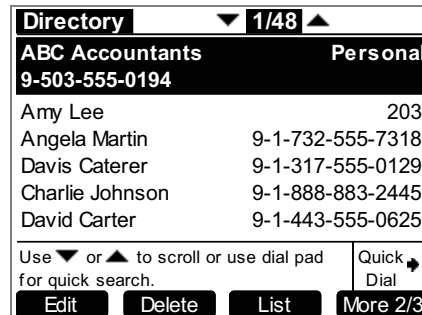 Directory ▼ 1/48 ▲
ABC Accountants Personal
9-503-555-0194
Amy Lee 203
Angela Martin 9-1-732-555-7318
Davis Caterer 9-1-317-555-0129
Charlie Johnson 9-1-888-883-2445
David Carter 9-1-443-555-0625
Use ▼ or ▲ to scroll or use dial pad
for quick search.
Quick
Dial
Edit Delete List More 2/3